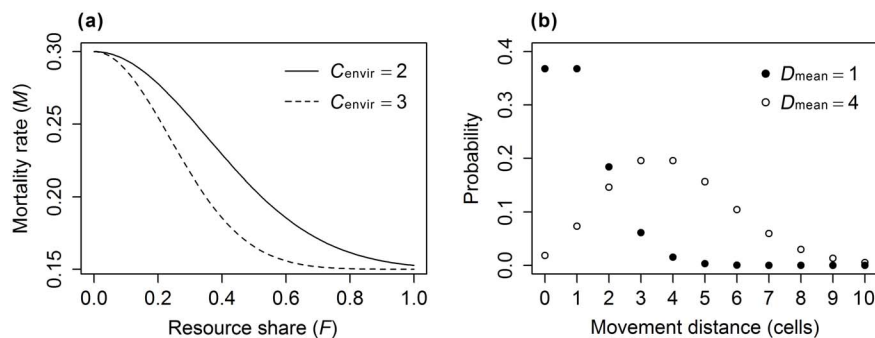 (a)
Mortality rate (M)
0.30
0.25
0.20
0.15
Cenvir = 2
Cenvir = 3
0.0 0.2 0.4 0.6 0.8 1.0
Resource share (F)
(b)
Probability
0.4
0.3
0.2
0.1
0.0
Dmean = 1
Dmean = 4
0 1 2 3 4 5 6 7 8 9 10
Movement distance (cells)